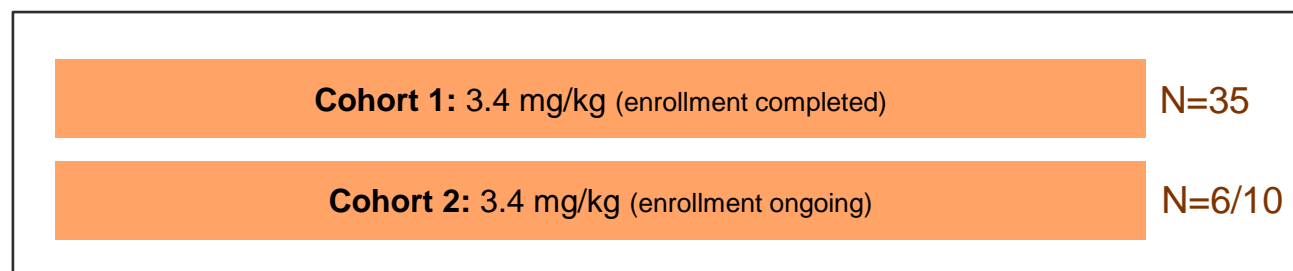 Cohort 1: 3.4 mg/kg (enrollment completed) N=35
Cohort 2: 3.4 mg/kg (enrollment ongoing) N=6/10